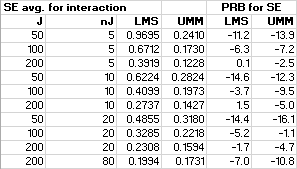 SE avg. for interaction PRB for SE
J nJ LMS UMM LMS UMM
50 5 0.9695 0.2410 -11.2 -13.9
100 5 0.6712 0.1730 -6.3 -7.2
200 5 0.3919 0.1228 0.1 -2.5
50 10 0.6224 0.2824 -14.6 -12.3
100 10 0.4099 0.1973 -3.7 -9.5
200 10 0.2737 0.1427 1.5 -5.0
50 20 0.4855 0.3180 -14.4 -16.1
100 20 0.3285 0.2218 -5.2 -1.1
200 20 0.2308 0.1594 -1.7 -4.7
200 80 0.1994 0.1731 -7.0 -10.8